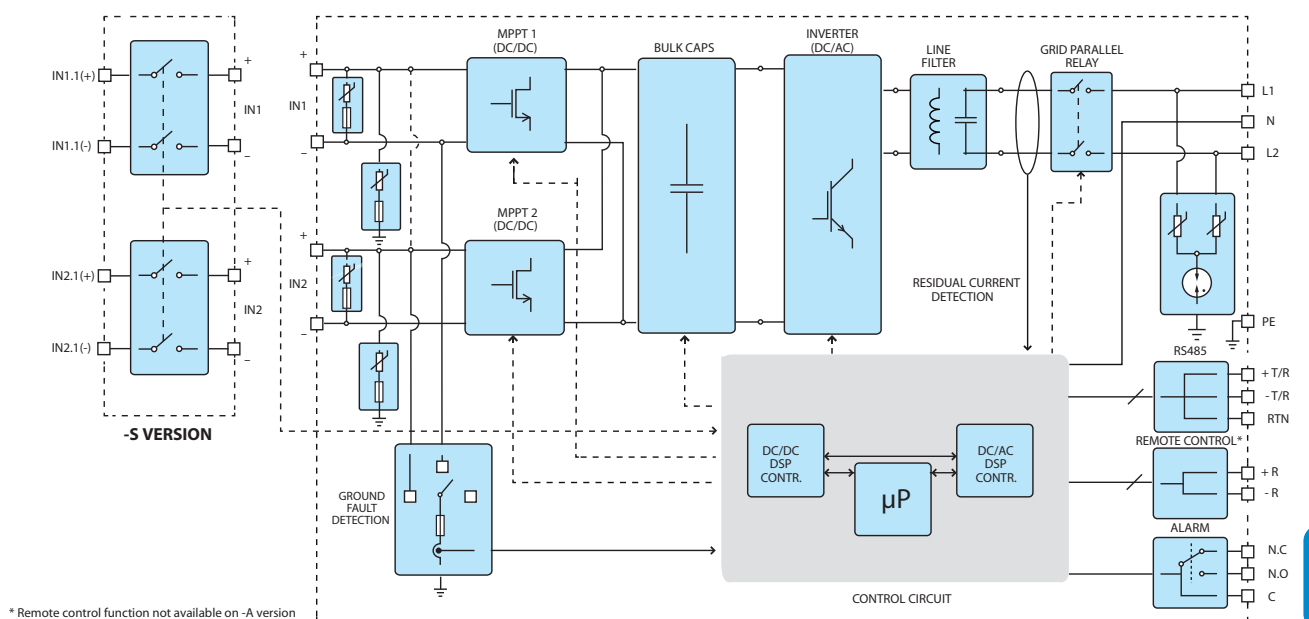 MPPT 1
(DC/DC)
BULK CAPS
INVERTER
(DC/AC)
LINE
FILTER
GRID PARALLEL
RELAY
IN1.1(+)
+
IN1
IN1.1(-)
–
+
IN1
–
L1
N
L2
MPPT 2
(DC/DC)
IN2.1(+)
+
IN2
IN2.1(-)
–
+
IN2
–
RESIDUAL CURRENT
DETECTION
PE
-S VERSION
RS485
+ T/R
- T/R
RTN
REMOTE CONTROL*
+ R
- R
GROUND
FAULT
DETECTION
DC/DC
DSP
CONTR.
µP
DC/AC
DSP
CONTR.
ALARM
N.C
N.O
C
CONTROL CIRCUIT
* Remote control function not available on -A version